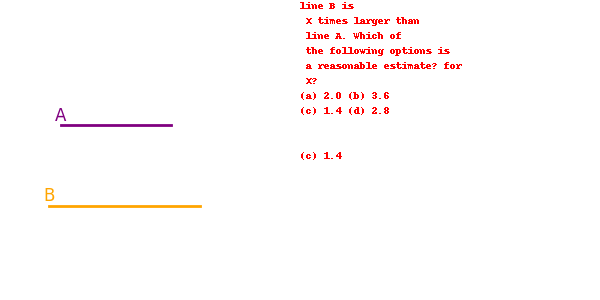 line B is
X times larger than
line A. Which of
the following options is
a reasonable estimate? for
X?
(a) 2.0 (b) 3.6
(c) 1.4 (d) 2.8
(c) 1.4
A
B